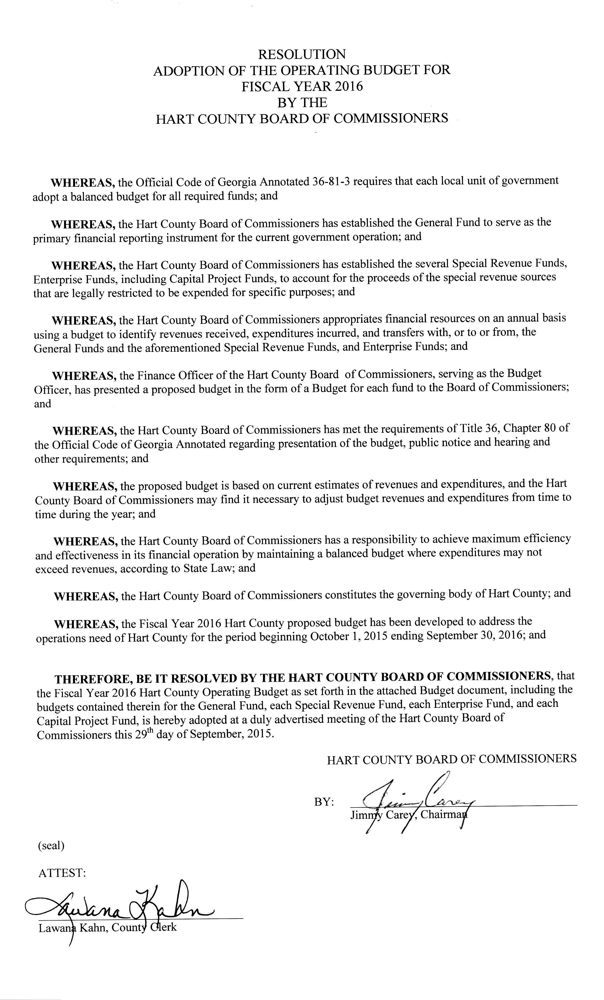 RESOLUTION
ADOPTION OF THE OPERATING BUDGET FOR
FISCAL YEAR 2016
BY THE
HART COUNTY BOARD OF COMMISSIONERS
WHEREAS, the Official Code of Georgia Annotated 36-81-3 requires that each local unit of government
adopt a balanced budget for all required funds; and
WHEREAS, the Hart County Board of Commissioners has established the General Fund to serve as the
primary financial reporting instrument for the current government operation; and
WHEREAS, the Hart County Board of Commissioners has established the several Special Revenue Funds,
Enterprise Funds, including Capital Project Funds, to account for the proceeds of the special revenue sources
that are legally restricted to be expended for specific purposes; and
WHEREAS, the Hart County Board of Commissioners appropriates financial resources on an annual basis
using a budget to identify revenues received, expenditures incurred, and transfers with, or to or from, the
General Funds and the aforementioned Special Revenue Funds, and Enterprise Funds; and
WHEREAS, the Finance Officer of the Hart County Board of Commissioners, serving as the Budget
Officer, has presented a proposed budget in the form of a Budget for each fund to the Board of Commissioners;
and
WHEREAS, the Hart County Board of Commissioners has met the requirements of Title 36, Chapter 80 of
the Official Code of Georgia Annotated regarding presentation of the budget, public notice and hearing and
other requirements; and
WHEREAS, the proposed budget is based on current estimates of revenues and expenditures, and the Hart
County Board of Commissioners may find it necessary to adjust budget revenues and expenditures from time to
time during the year; and
WHEREAS, the Hart County Board of Commissioners has a responsibility to achieve maximum efficiency
and effectiveness in its financial operation by maintaining a balanced budget where expenditures may not
exceed revenues, according to State Law; and
WHEREAS, the Hart County Board of Commissioners constitutes the governing body of Hart County; and
WHEREAS, the Fiscal Year 2016 Hart County proposed budget has been developed to address the
operations need of Hart County for the period beginning October 1, 2015 ending September 30, 2016; and
THEREFORE, BE IT RESOLVED BY THE HART COUNTY BOARD OF COMMISSIONERS, that
the Fiscal Year 2016 Hart County Operating Budget as set forth in the attached Budget document, including the
budgets contained therein for the General Fund, each Special Revenue Fund, each Enterprise Fund, and each
Capital Project Fund, is hereby adopted at a duly advertised meeting of the Hart County Board of
Commissioners this 29th day of September, 2015.
HART COUNTY BOARD OF COMMISSIONERS
BY: Jimmy Carey
Jimmy Carey, Chairman
(seal)
ATTEST:
Lawana Kahn
Lawana Kahn, County Clerk